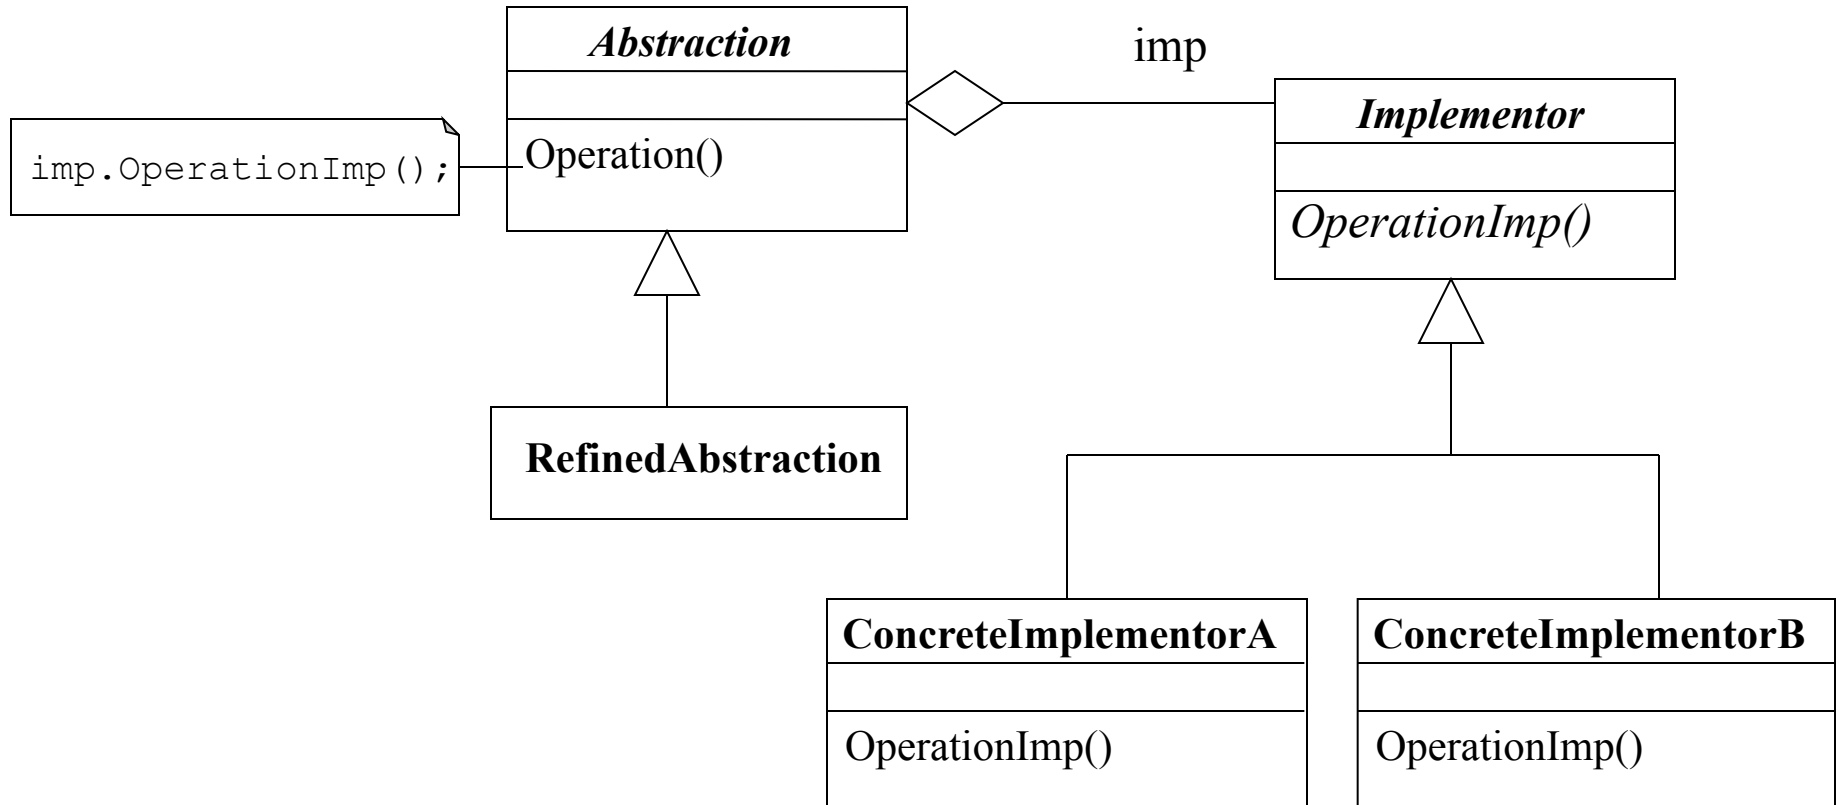 Abstraction
imp
Implementor
imp.OperationImp();
Operation()
OperationImp()
RefinedAbstraction
ConcreteImplementorA
ConcreteImplementorB
OperationImp()
OperationImp()